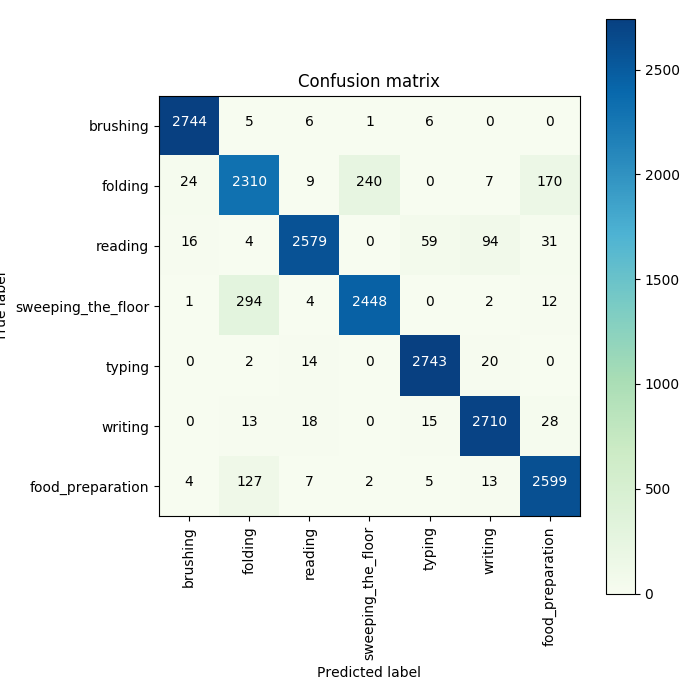 Confusion matrix
brushing 2744 5 6 1 6 0 0
folding 24 2310 9 240 0 7 170
reading 16 4 2579 0 59 94 31
sweeping_the_floor 1 294 4 2448 0 2 12
typing 0 2 14 0 2743 20 0
writing 0 13 18 0 15 2710 28
food_preparation 4 127 7 2 5 13 2599
brushing
folding
reading
sweeping_the_floor
typing
writing
food_preparation
Predicted label
True label
2500
2000
1500
1000
500
0